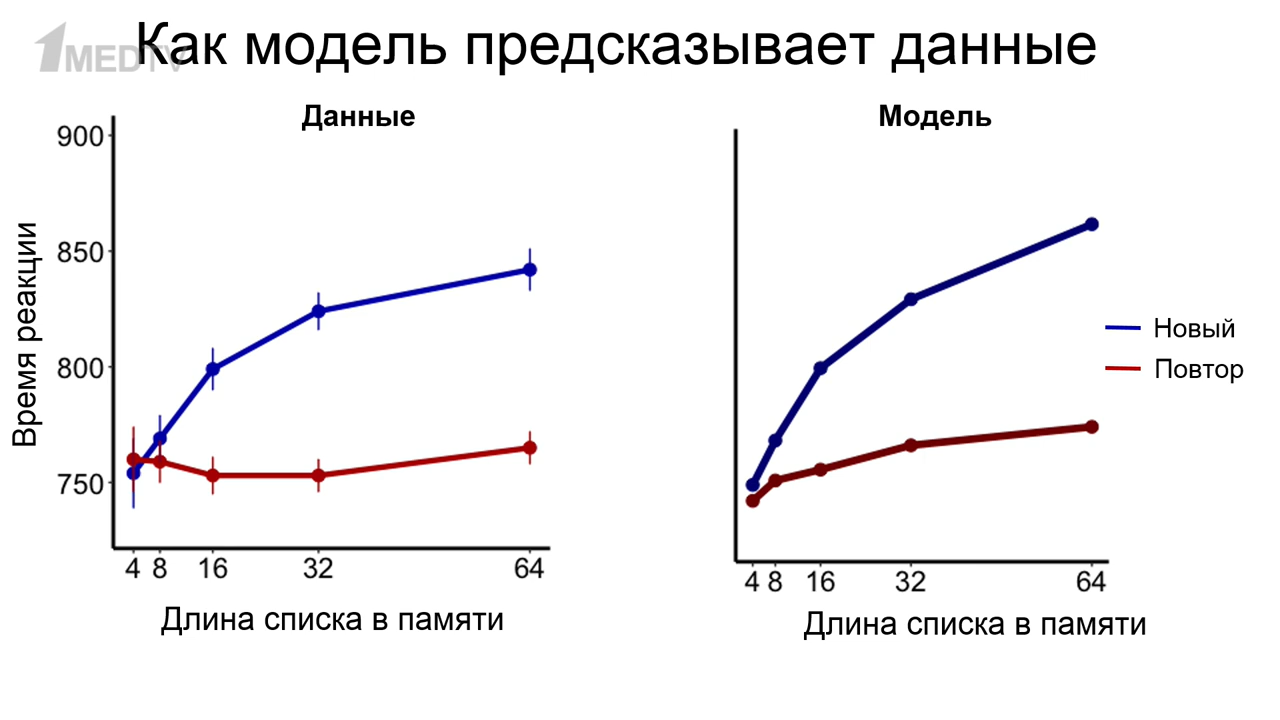 1MEDTV
Как модель предсказывает данные
Данные
900
850
800
750
Время реакции
4 8 16 32 64
Длина списка в памяти
Модель
4 8 16 32 64
Длина списка в памяти
Новый
Повтор